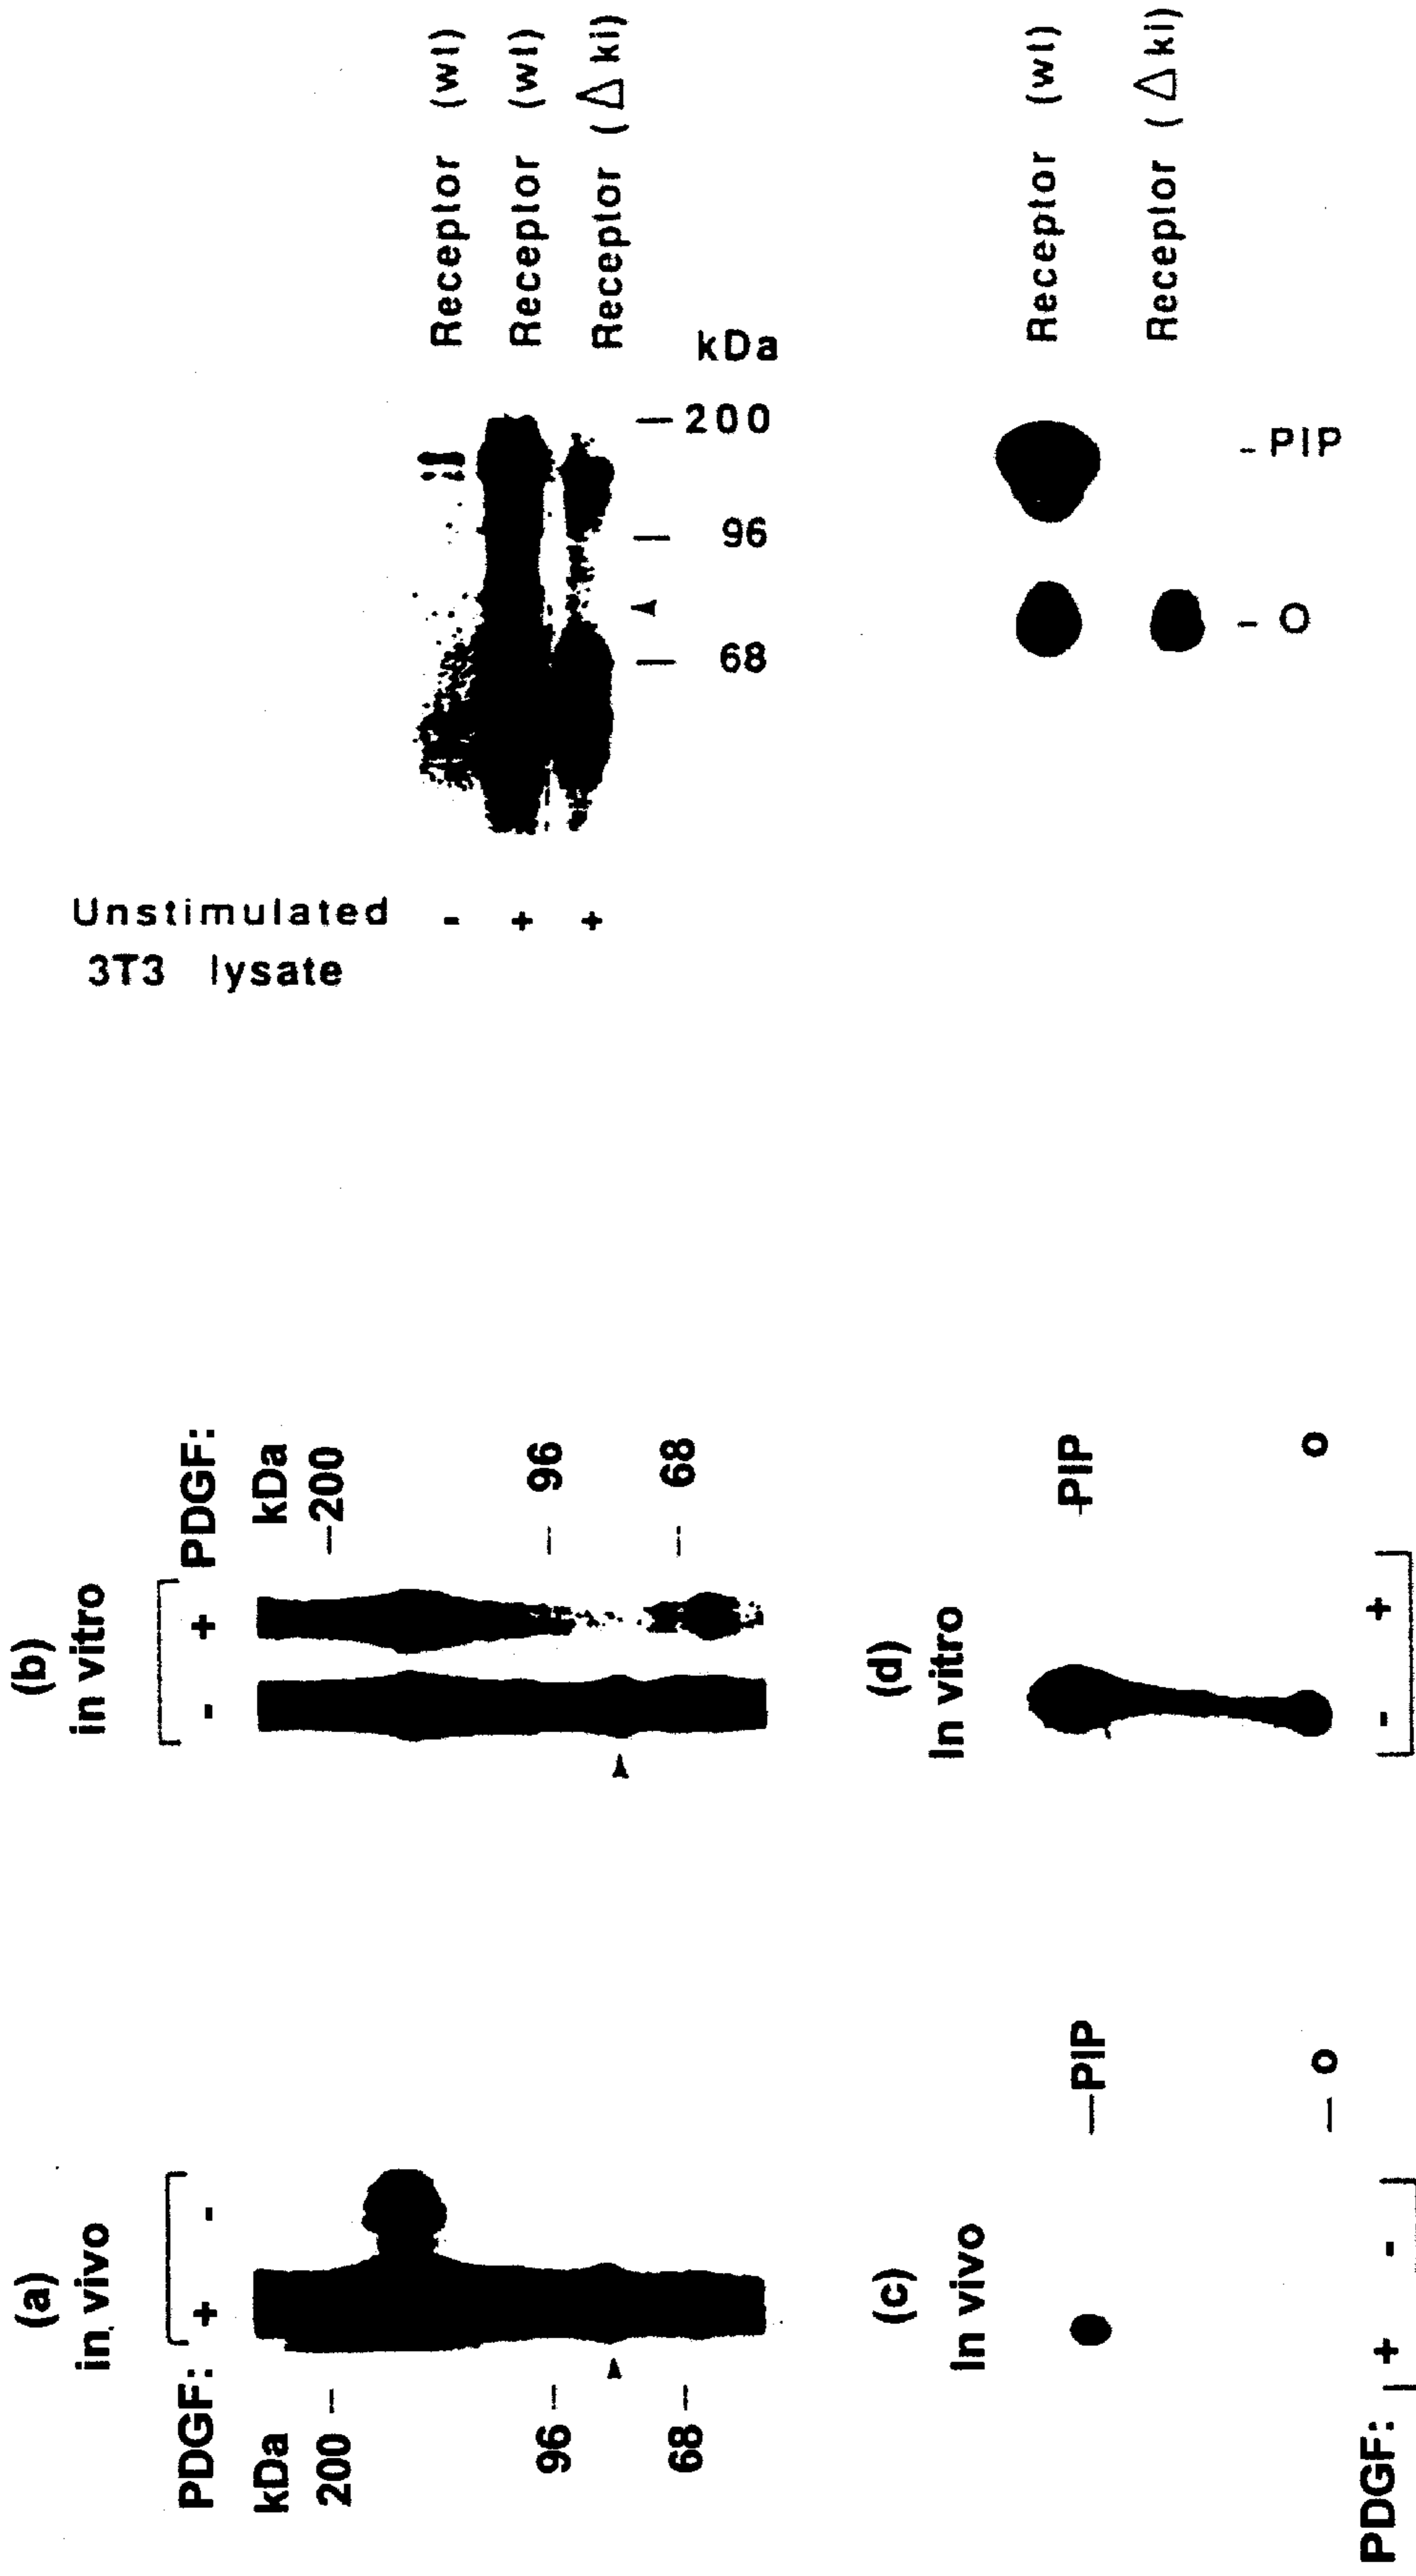 (a)
in vivo
PDGF: + -
kDa
200 –
96 –
68 –
(b)
in vitro
- + PDGF:
kDa
–200
– 96
– 68
(c)
In vivo
—PIP
— o
PDGF: + -
(d)
In vitro
-PIP
o
- +
Unstimulated
3T3 lysate
- Receptor (wt)
+ Receptor (wt)
+ Receptor (Δki)
kDa
— 200
— 96
— 68
Receptor (wt)
Receptor (Δki)
- PIP
- O